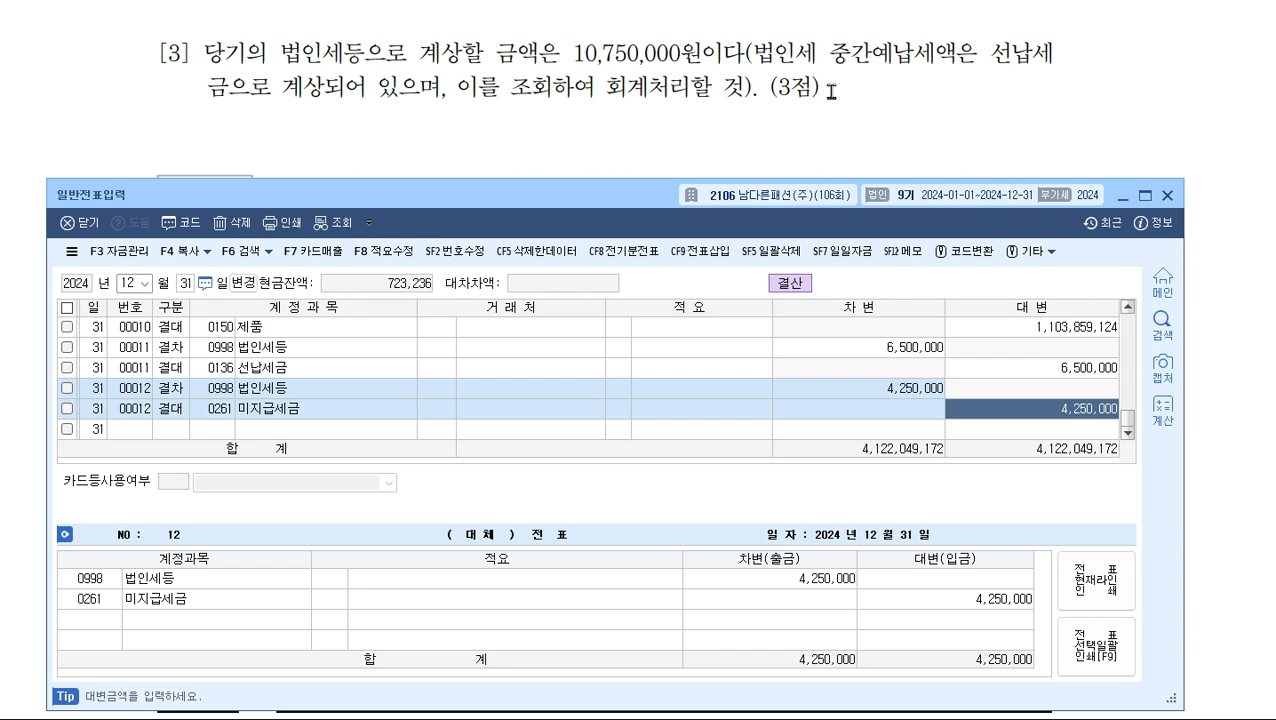 [3] 당기의 법인세등으로 계상할 금액은 10,750,000원이다(법인세 중간예납세액은 선납세
금으로 계상되어 있으며, 이를 조회하여 회계처리할 것). (3점)
일반전표입력 2106 남다른패션(주)(106회) 법인 9기 2024-01-01~2024-12-31 부가세 2024
닫기 도움 코드 삭제 인쇄 조회 최근 정보
F3 자금관리 F4 복사 F6 검색 F7 카드매출 F8 적요수정 SF2 번호수정 CF5 삭제한데이터 CF8 전기분전표 CF9 전표삽입 SF5 일괄삭제 SF7 일일자금 SF12 메모 코드변환 기타
2024 년 12 월 31 일 변경 현금잔액: 723,236 대차차액: 결산
일 번호 구분 계 정 과 목 거 래 처 적 요 차 변 대 변
31 00010 결대 0150 제품 1,103,859,124
31 00011 결차 0998 법인세등 6,500,000
31 00011 결대 0136 선납세금 6,500,000
31 00012 결차 0998 법인세등 4,250,000
31 00012 결대 0261 미지급세금 4,250,000
31
합 계 4,122,049,172 4,122,049,172
카드등사용여부
NO : 12 ( 대 체 ) 전 표 일 자 : 2024 년 12 월 31 일
계정과목 적요 차변(출금) 대변(입금)
0998 법인세등 4,250,000
0261 미지급세금 4,250,000
합 계 4,250,000 4,250,000
메인
검색
캡처
계산
전 표
현재라인
인 쇄
전 표
선택일괄
인쇄[F9]
Tip 대변금액을 입력하세요.